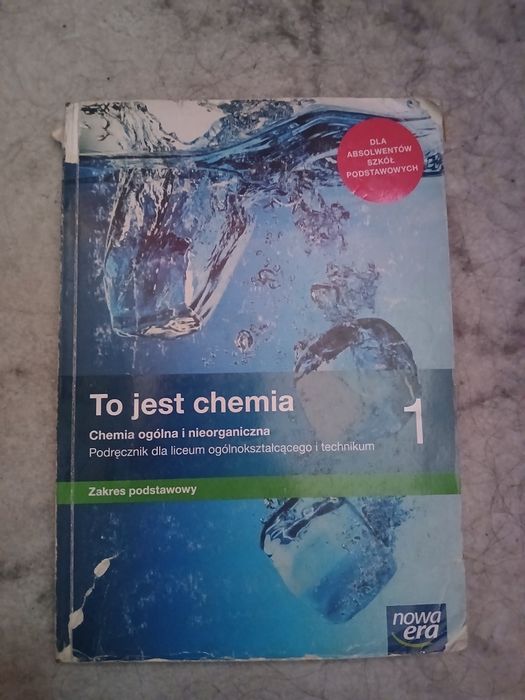 DLA
ABSOLWENTÓW
SZKÓŁ
PODSTAWOWYCH
To jest chemia
1
Chemia ogólna i nieorganiczna
Podręcznik dla liceum ogólnokształcącego i technikum
Zakres podstawowy
nowa
era